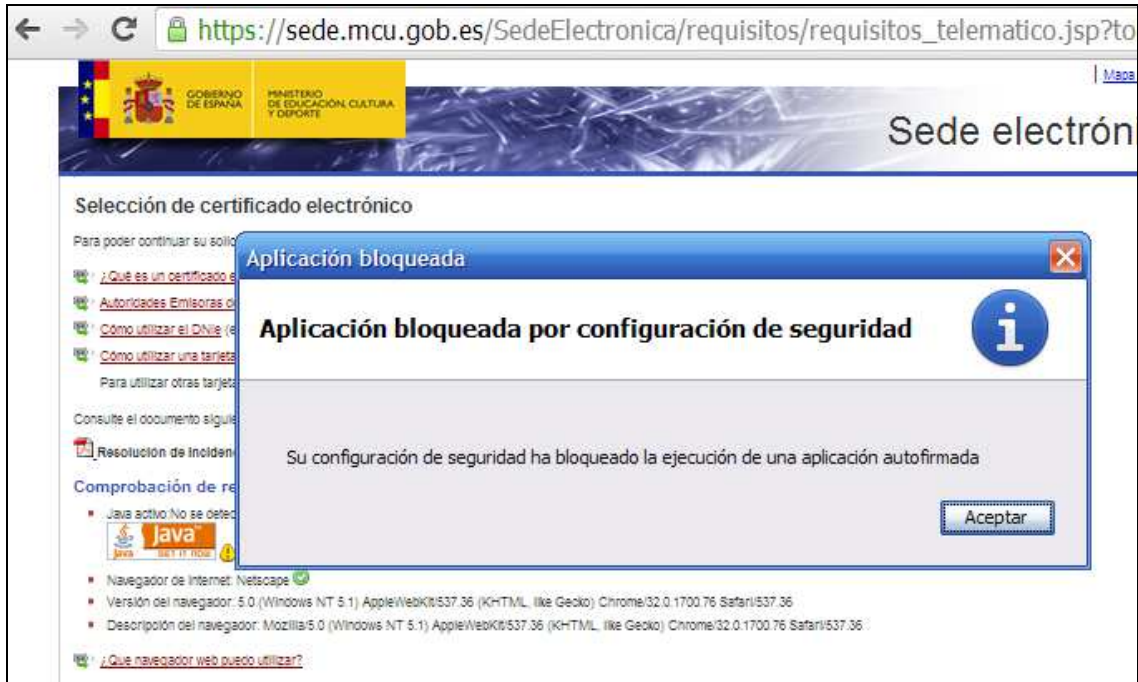 https://sede.mcu.gob.es/SedeElectronica/requisitos/requisitos_telematico.jsp?to
Mapa
GOBIERNO
DE ESPAÑA
MINISTERIO
DE EDUCACIÓN, CULTURA
Y DEPORTE
Sede electrón
Selección de certificado electrónico
Para poder continuar su solic
¿Qué es un certificado e
Autoridades Emisoras d
Cómo utilizar el DNIe (e
Cómo utilizar una tarjeta
Para utilizar otras tarjeta
Consulte el documento siguie
Resolución de Inciden
Comprobación de re
Java activo:No se detec
Java
Java
GET IT NOW
Aplicación bloqueada
Aplicación bloqueada por configuración de seguridad
Su configuración de seguridad ha bloqueado la ejecución de una aplicación autofirmada
Aceptar
Navegador de Internet: Netscape
Versión del navegador: 5.0 (Windows NT 5.1) AppleWebKit/537.36 (KHTML, like Gecko) Chrome/32.0.1700.76 Safari/537.36
Descripción del navegador: Mozilla/5.0 (Windows NT 5.1) AppleWebKit/537.36 (KHTML, like Gecko) Chrome/32.0.1700.76 Safari/537.36
¿Que navegador web puedo utilizar?